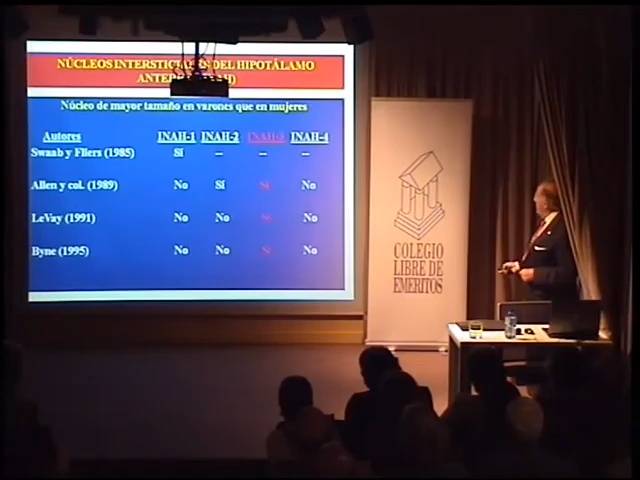 NÚCLEOS DEL HIPOTÁLAMO
Núcleo de mayor tamaño en varones que en mujeres
Autores INAH-1 INAH-2 INAH-3 INAH-4
Swaab y Fliers (1985) Sí – – –
Allen y col. (1989) No Sí Sí No
LeVay (1991) No No Sí No
Byne (1995) No No Sí No
COLEGIO
LIBRE DE
EMERITOS